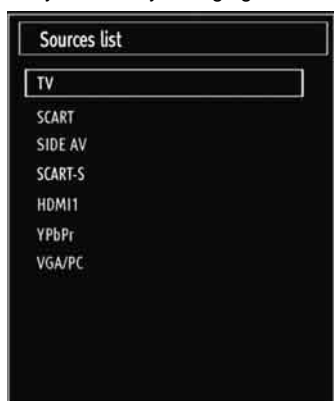 Sources list
TV
SCART
SIDE AV
SCART-S
HDMI1
YPbPr
VGA/PC